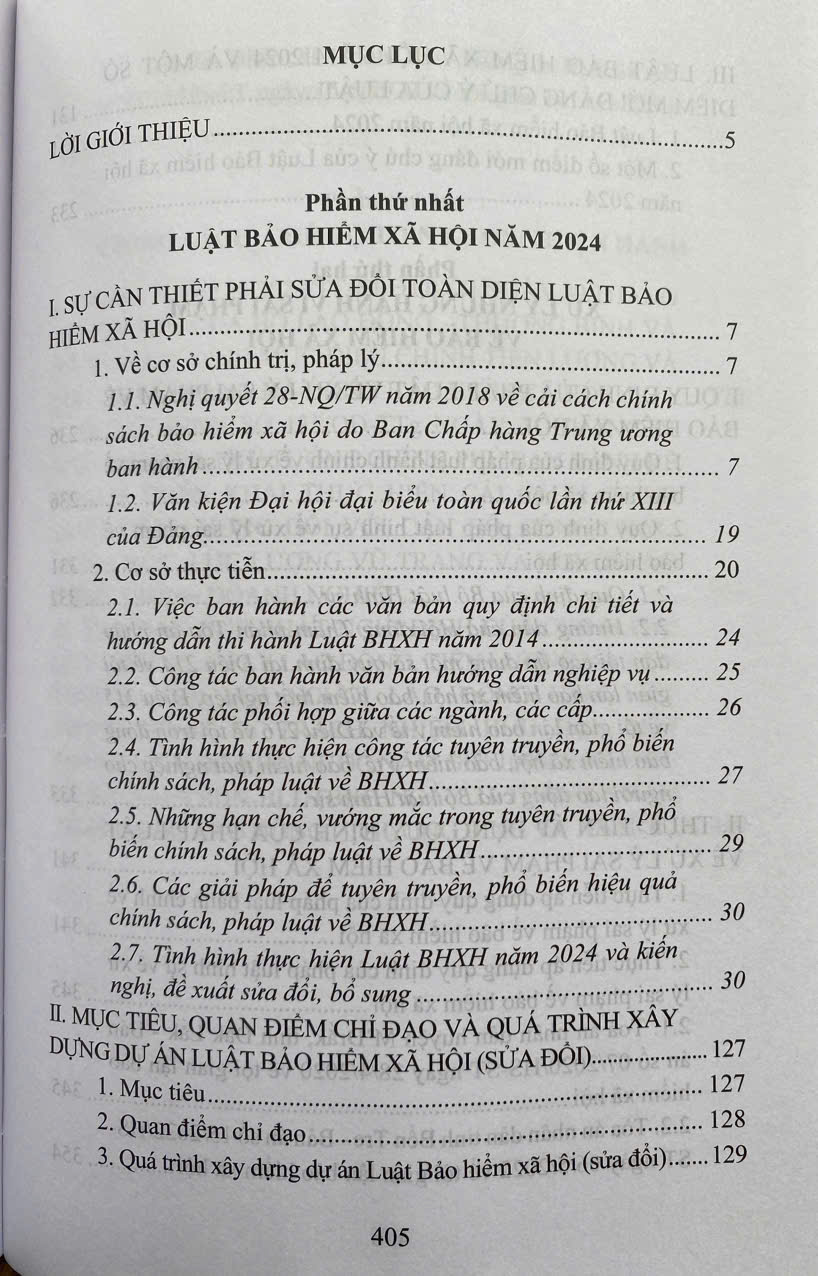 MỤC LỤC
LỜI GIỚI THIỆU.....5
Phần thứ nhất
LUẬT BẢO HIỂM XÃ HỘI NĂM 2024
I. SỰ CẦN THIẾT PHẢI SỬA ĐỔI TOÀN DIỆN LUẬT BẢO
HIỂM XÃ HỘI..... 7
1. Về cơ sở chính trị, pháp lý..... 7
1.1. Nghị quyết 28-NQ/TW năm 2018 về cải cách chính
sách bảo hiểm xã hội do Ban Chấp hàng Trung ương
ban hành..... 7
1.2. Văn kiện Đại hội đại biểu toàn quốc lần thứ XIII
của Đảng..... 19
2. Cơ sở thực tiễn..... 20
2.1. Việc ban hành các văn bản quy định chi tiết và
hướng dẫn thi hành Luật BHXH năm 2014..... 24
2.2. Công tác ban hành văn bản hướng dẫn nghiệp vụ..... 25
2.3. Công tác phối hợp giữa các ngành, các cấp..... 26
2.4. Tình hình thực hiện công tác tuyên truyền, phổ biến
chính sách, pháp luật về BHXH..... 27
2.5. Những hạn chế, vướng mắc trong tuyên truyền, phổ
biến chính sách, pháp luật về BHXH..... 29
2.6. Các giải pháp để tuyên truyền, phổ biến hiệu quả
chính sách, pháp luật về BHXH..... 30
2.7. Tình hình thực hiện Luật BHXH năm 2024 và kiến
nghị, đề xuất sửa đổi, bổ sung..... 30
II. MỤC TIÊU, QUAN ĐIỂM CHỈ ĐẠO VÀ QUÁ TRÌNH XÂY
DỰNG DỰ ÁN LUẬT BẢO HIỂM XÃ HỘI (SỬA ĐỔI)..... 127
1. Mục tiêu..... 127
2. Quan điểm chỉ đạo..... 128
3. Quá trình xây dựng dự án Luật Bảo hiểm xã hội (sửa đổi)..... 129
405